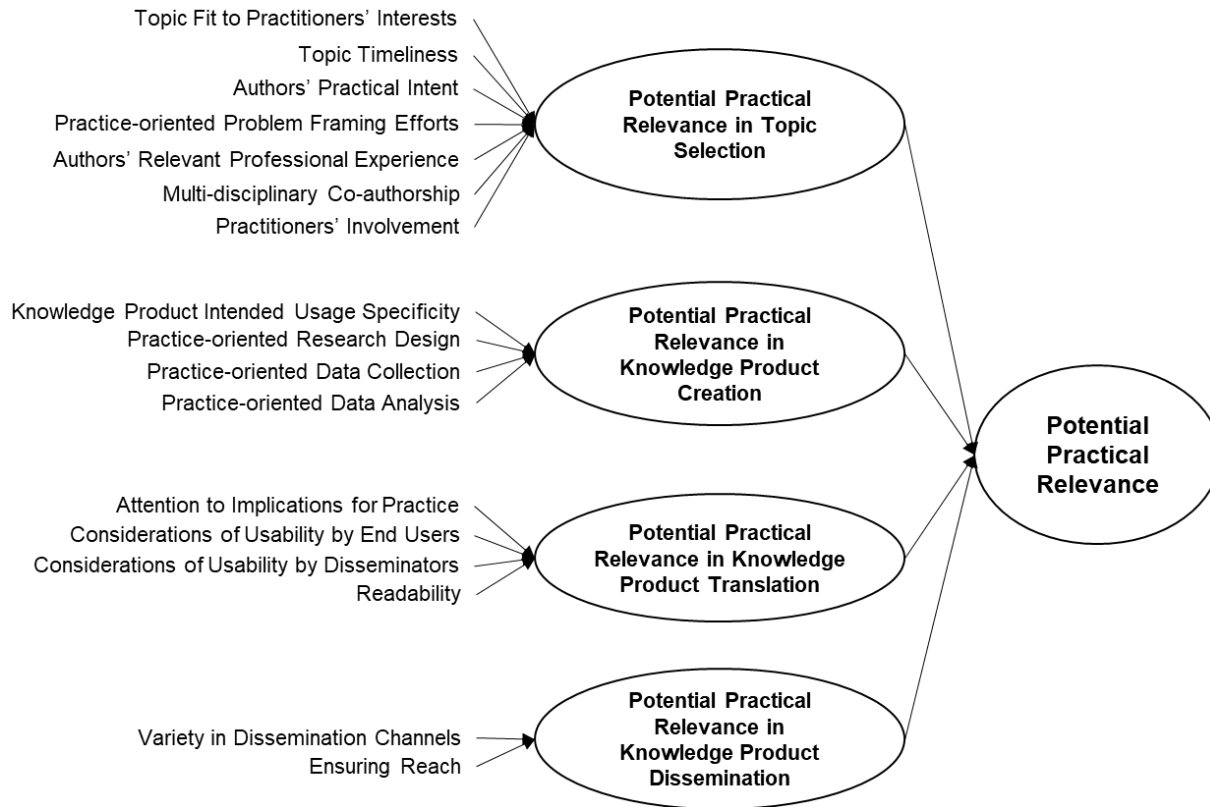 Topic Fit to Practitioners’ Interests
Topic Timeliness
Authors’ Practical Intent
Practice-oriented Problem Framing Efforts
Authors’ Relevant Professional Experience
Multi-disciplinary Co-authorship
Practitioners’ Involvement
Potential Practical
Relevance in Topic
Selection
Knowledge Product Intended Usage Specificity
Practice-oriented Research Design
Practice-oriented Data Collection
Practice-oriented Data Analysis
Potential Practical
Relevance in
Knowledge Product
Creation
Attention to Implications for Practice
Considerations of Usability by End Users
Considerations of Usability by Disseminators
Readability
Potential Practical
Relevance in Knowledge
Product Translation
Variety in Dissemination Channels
Ensuring Reach
Potential Practical
Relevance in
Knowledge Product
Dissemination
Potential
Practical
Relevance